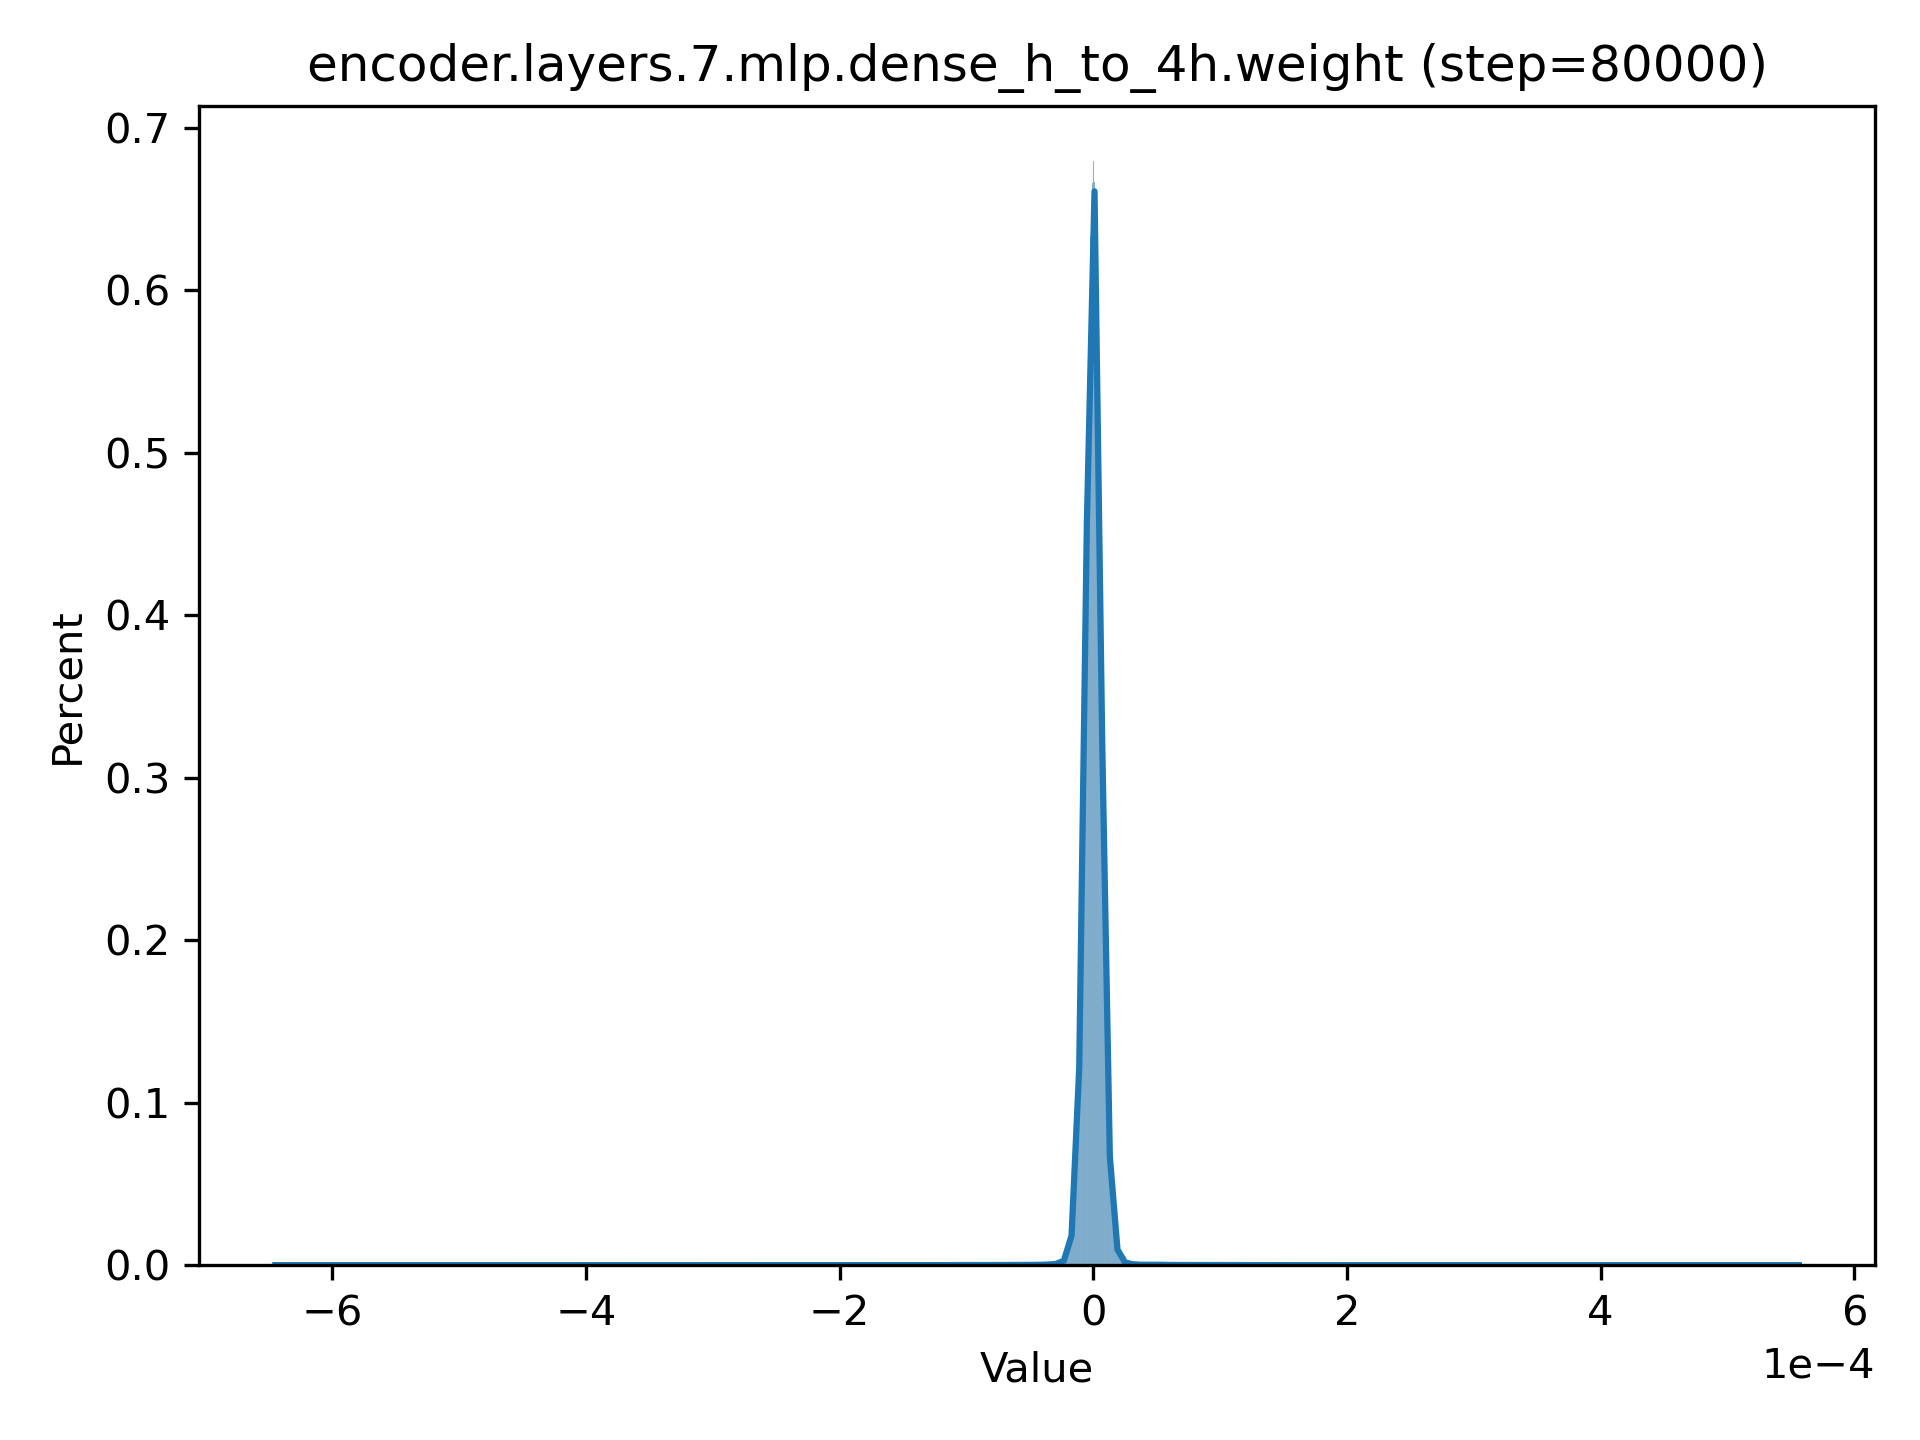 encoder.layers.7.mlp.dense_h_to_4h.weight (step=80000)
0.7
0.6
0.5
0.4
0.3
0.2
0.1
0.0
Percent
−6 −4 −2 0 2 4 6
Value
1e−4